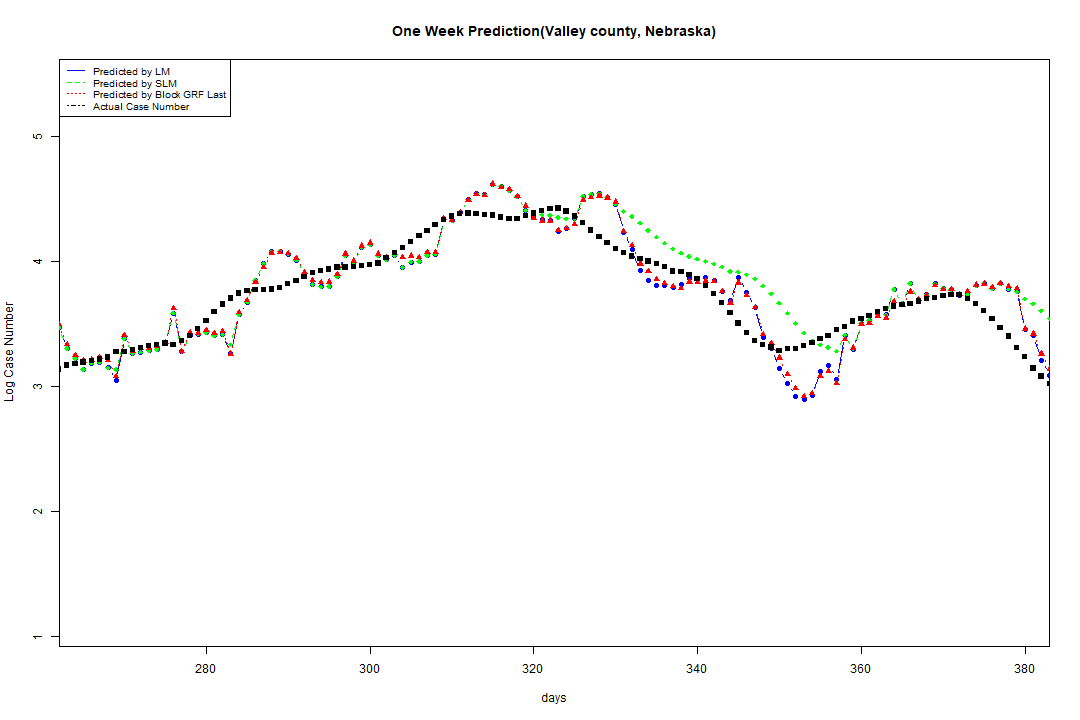 One Week Prediction(Valley county, Nebraska)
Predicted by LM
Predicted by SLM
Predicted by Block GRF Last
Actual Case Number
5
4
3
2
1
Log Case Number
280 300 320 340 360 380
days